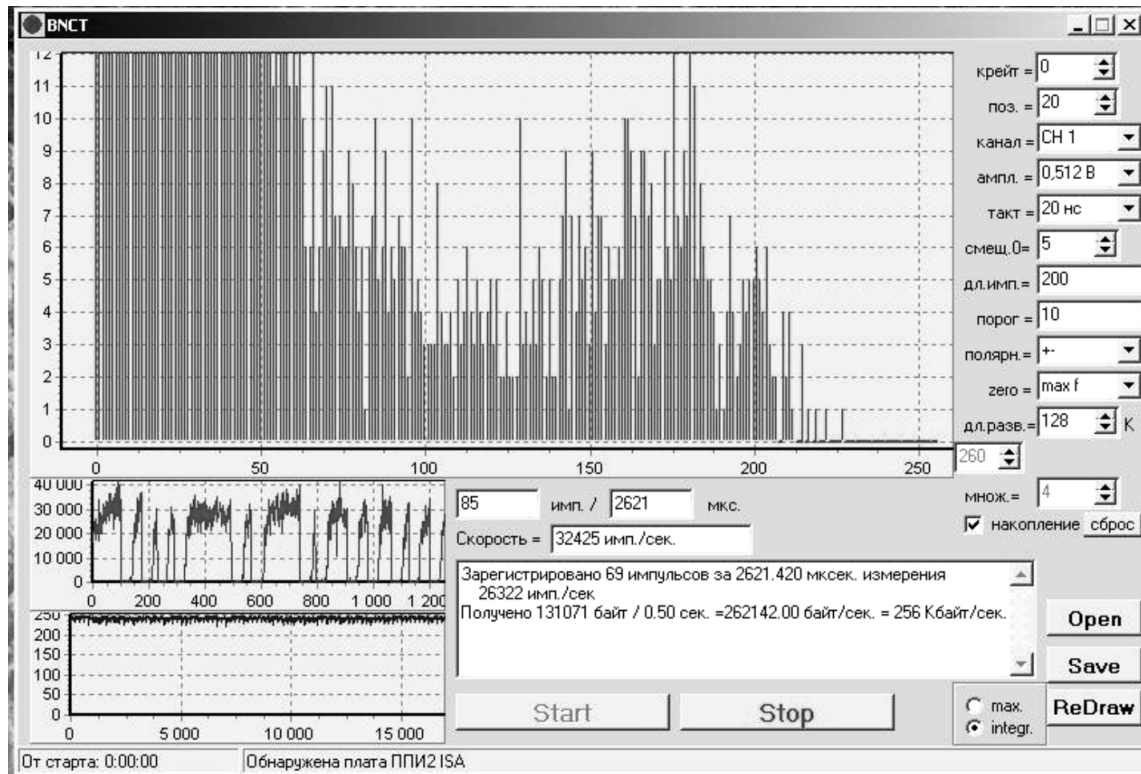 BNCT
12
11
10
9
8
7
6
5
4
3
2
1
0
0 50 100 150 200 250
крейт = 0
поз. = 20
канал = CH 1
ампл. = 0,512 В
такт = 20 нс
смещ.0= 5
дл.имп.= 200
порог = 10
полярн.= +-
zero = max f
дл.разв.= 128 К
260
множ.= 4
накопление сброс
40 000
30 000
20 000
10 000
0
0 200 400 600 800 1 000 1 200
85 имп. / 2621 мкс.
Скорость = 32425 имп./сек.
Зарегистрировано 69 импульсов за 2621.420 мксек. измерения
26322 имп./сек
Получено 131071 байт / 0.50 сек. =262142.00 байт/сек. = 256 Кбайт/сек.
250
200
150
100
50
0
0 5 000 10 000 15 000
Start Stop
max.
integr.
Open
Save
ReDraw
От старта: 0:00:00 Обнаружена плата ППИ2 ISA